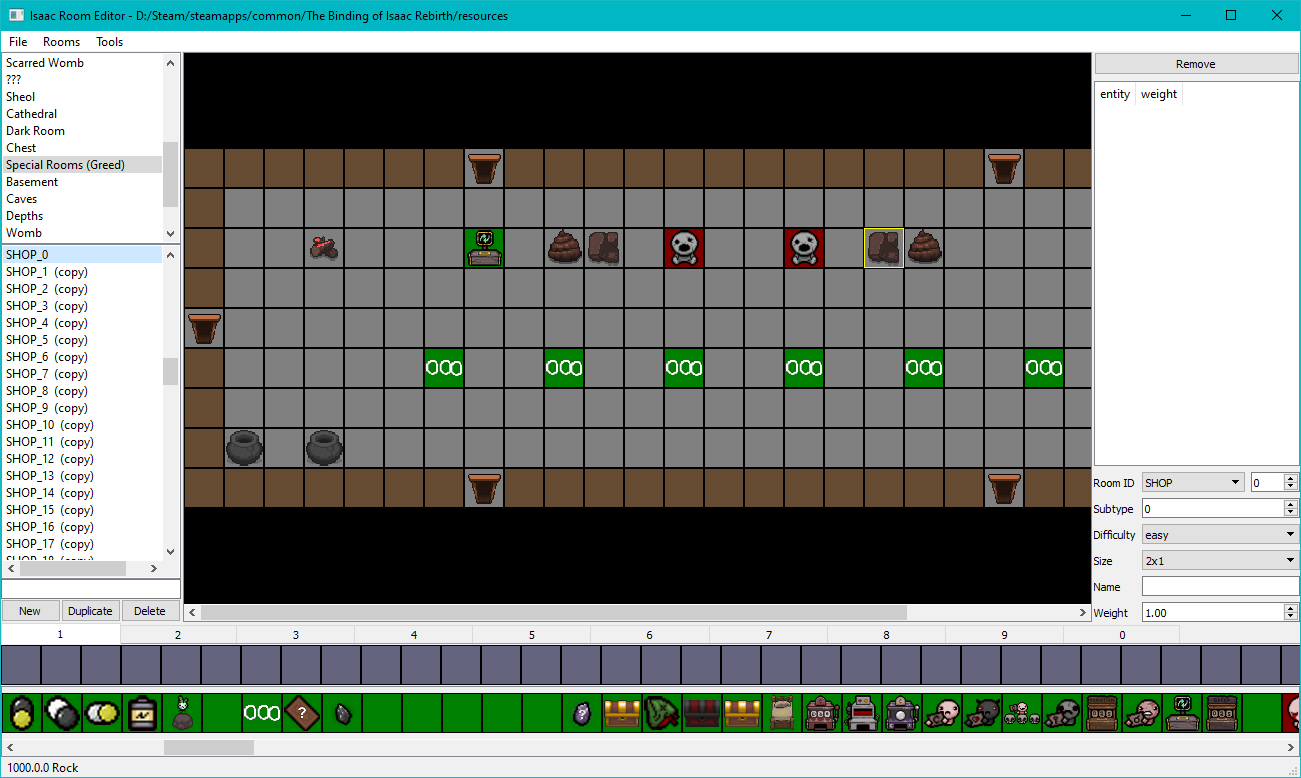 Isaac Room Editor - D:/Steam/steamapps/common/The Binding of Isaac Rebirth/resources
File Rooms Tools
Scarred Womb
???
Sheol
Cathedral
Dark Room
Chest
Special Rooms (Greed)
Basement
Caves
Depths
Womb
SHOP_0
SHOP_1 (copy)
SHOP_2 (copy)
SHOP_3 (copy)
SHOP_4 (copy)
SHOP_5 (copy)
SHOP_6 (copy)
SHOP_7 (copy)
SHOP_8 (copy)
SHOP_9 (copy)
SHOP_10 (copy)
SHOP_11 (copy)
SHOP_12 (copy)
SHOP_13 (copy)
SHOP_14 (copy)
SHOP_15 (copy)
SHOP_16 (copy)
SHOP_17 (copy)
SHOP_18 (copy)
New Duplicate Delete
Remove
entity weight
Room ID SHOP 0
Subtype 0
Difficulty easy
Size 2x1
Name
Weight 1.00
1 2 3 4 5 6 7 8 9 0
1000.0.0 Rock